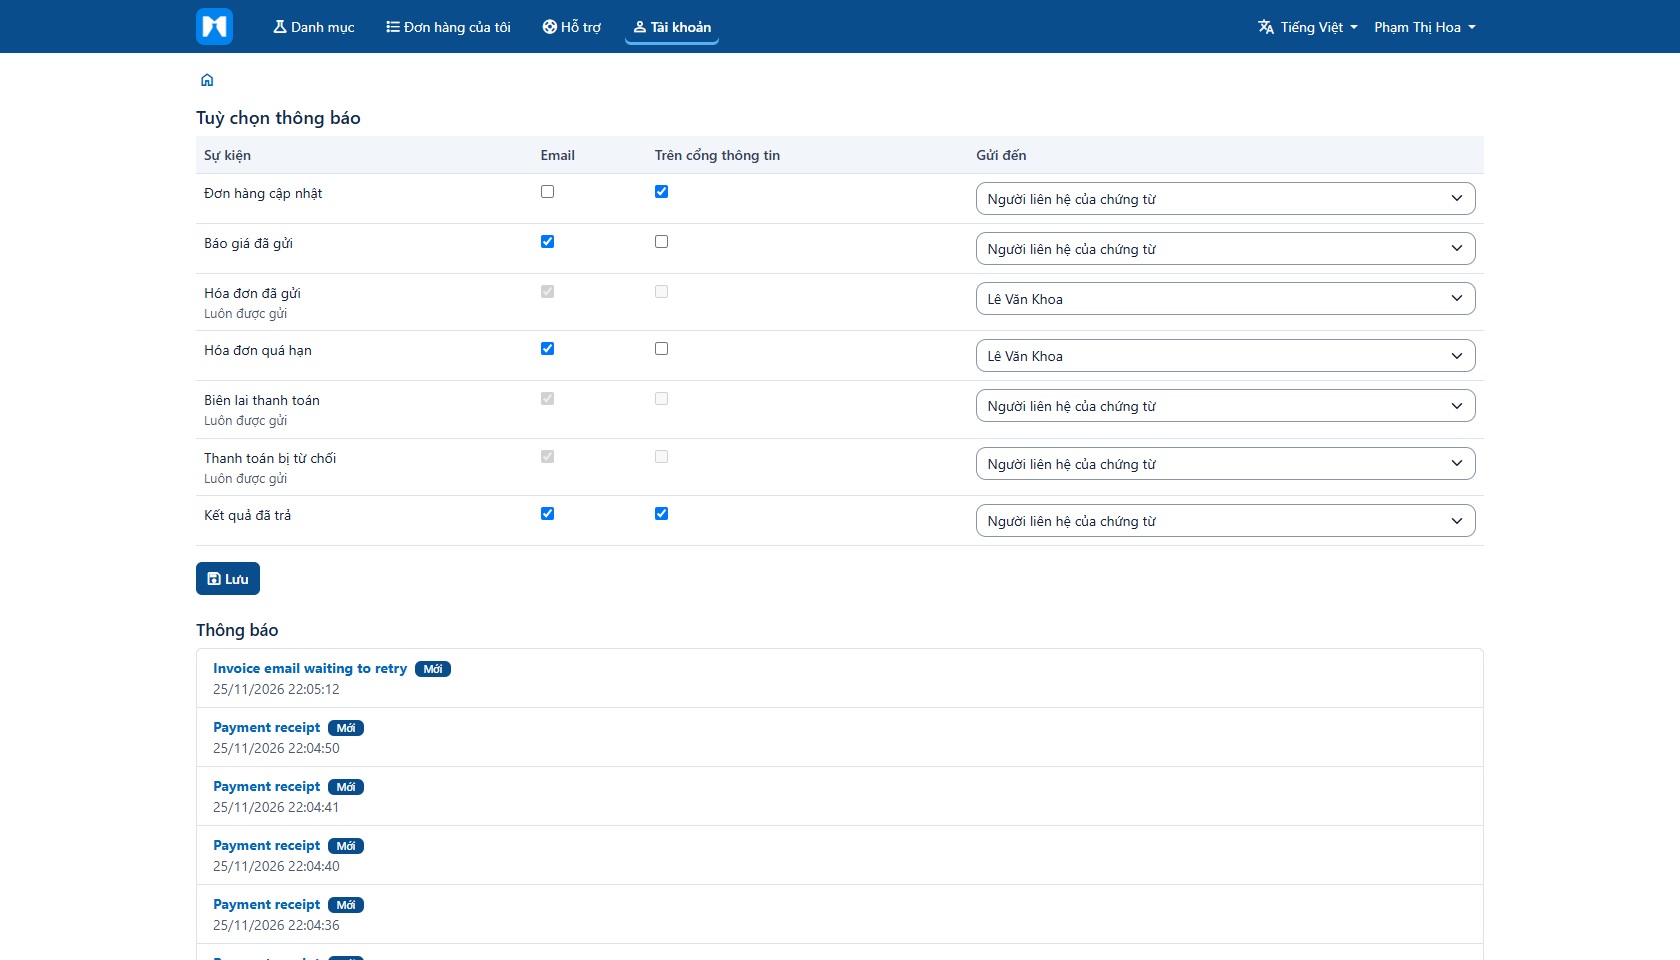 Danh mục
Đơn hàng của tôi
Hỗ trợ
Tài khoản
Tiếng Việt
Phạm Thị Hoa
Tuỳ chọn thông báo
Sự kiện Email Trên cổng thông tin Gửi đến
Đơn hàng cập nhật Người liên hệ của chứng từ
Báo giá đã gửi Người liên hệ của chứng từ
Hóa đơn đã gửi Lê Văn Khoa
Luôn được gửi
Hóa đơn quá hạn Lê Văn Khoa
Biên lai thanh toán Người liên hệ của chứng từ
Luôn được gửi
Thanh toán bị từ chối Người liên hệ của chứng từ
Luôn được gửi
Kết quả đã trả Người liên hệ của chứng từ
Lưu
Thông báo
Invoice email waiting to retry Mới
25/11/2026 22:05:12
Payment receipt Mới
25/11/2026 22:04:50
Payment receipt Mới
25/11/2026 22:04:41
Payment receipt Mới
25/11/2026 22:04:40
Payment receipt Mới
25/11/2026 22:04:36